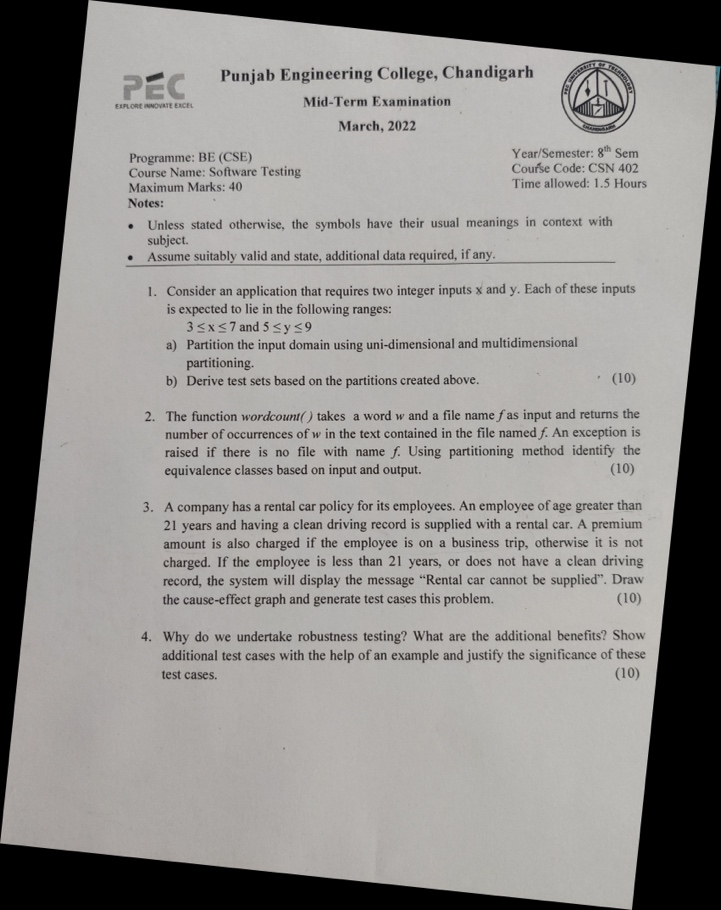 PEC
EXPLORE INNOVATE EXCEL
Punjab Engineering College, Chandigarh
Mid-Term Examination
March, 2022
PEC UNIVERSITY OF TECHNOLOGY
CHANDIGARH
Programme: BE (CSE)
Year/Semester: 8th Sem
Course Name: Software Testing
Course Code: CSN 402
Maximum Marks: 40
Time allowed: 1.5 Hours
Notes:
• Unless stated otherwise, the symbols have their usual meanings in context with
subject.
• Assume suitably valid and state, additional data required, if any.
1. Consider an application that requires two integer inputs x and y. Each of these inputs
is expected to lie in the following ranges:
3 ≤ x ≤ 7 and 5 ≤ y ≤ 9
a) Partition the input domain using uni-dimensional and multidimensional
partitioning.
b) Derive test sets based on the partitions created above. (10)
2. The function wordcount( ) takes a word w and a file name f as input and returns the
number of occurrences of w in the text contained in the file named f. An exception is
raised if there is no file with name f. Using partitioning method identify the
equivalence classes based on input and output. (10)
3. A company has a rental car policy for its employees. An employee of age greater than
21 years and having a clean driving record is supplied with a rental car. A premium
amount is also charged if the employee is on a business trip, otherwise it is not
charged. If the employee is less than 21 years, or does not have a clean driving
record, the system will display the message “Rental car cannot be supplied”. Draw
the cause-effect graph and generate test cases this problem. (10)
4. Why do we undertake robustness testing? What are the additional benefits? Show
additional test cases with the help of an example and justify the significance of these
test cases. (10)